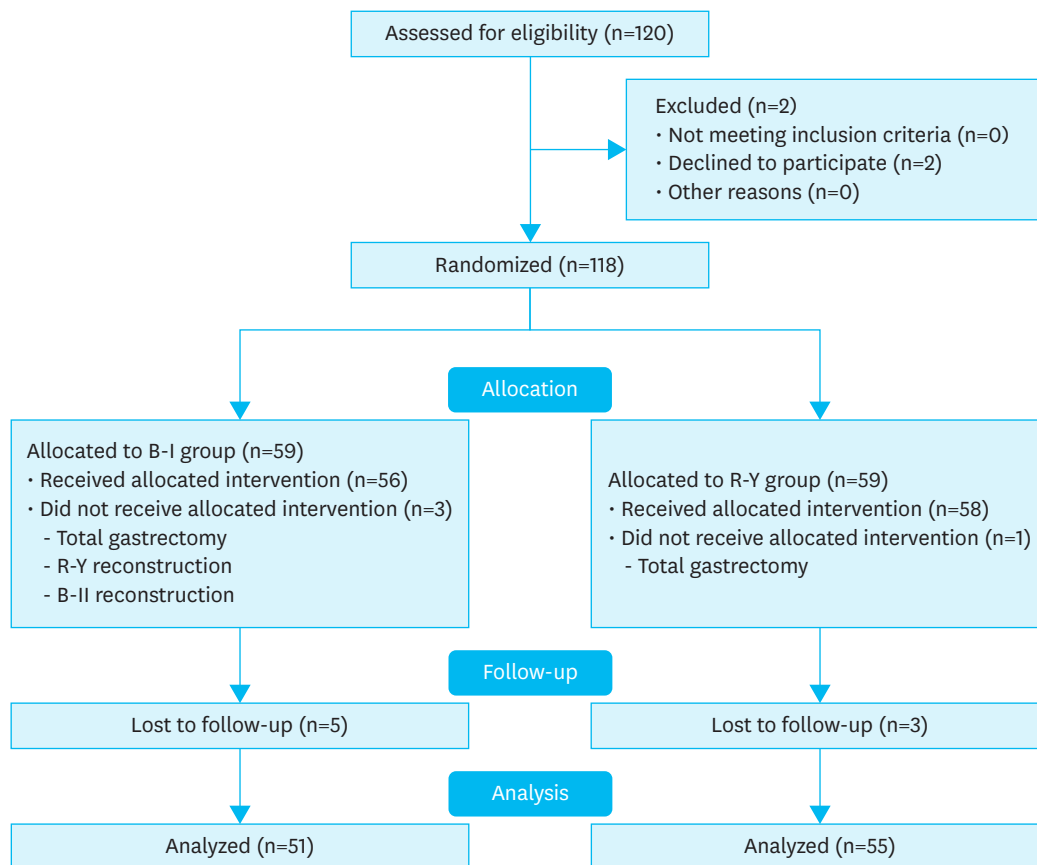 Assessed for eligibility (n=120)
Excluded (n=2)
· Not meeting inclusion criteria (n=0)
· Declined to participate (n=2)
· Other reasons (n=0)
Randomized (n=118)
Allocation
Allocated to B-I group (n=59)
· Received allocated intervention (n=56)
· Did not receive allocated intervention (n=3)
- Total gastrectomy
- R-Y reconstruction
- B-II reconstruction
Allocated to R-Y group (n=59)
· Received allocated intervention (n=58)
· Did not receive allocated intervention (n=1)
- Total gastrectomy
Follow-up
Lost to follow-up (n=5)
Lost to follow-up (n=3)
Analysis
Analyzed (n=51)
Analyzed (n=55)